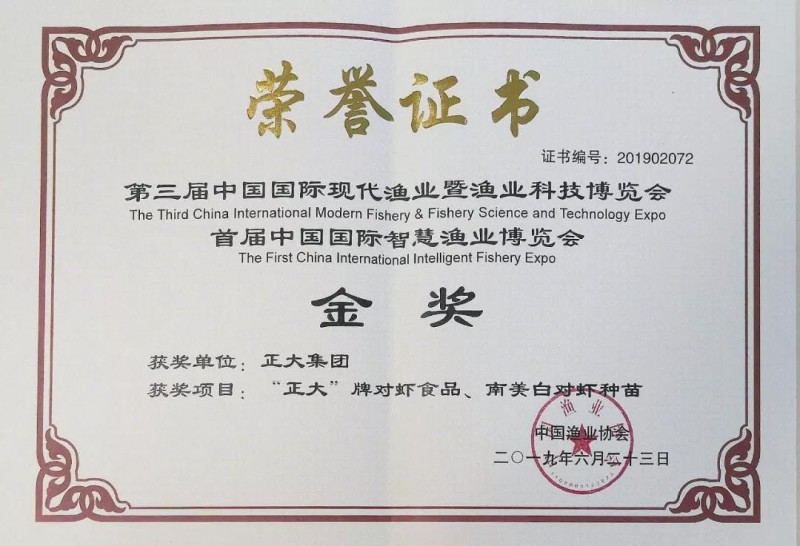 荣誉证书
证书编号：201902072
第三届中国国际现代渔业暨渔业科技博览会
The Third China International Modern Fishery & Fishery Science and Technology Expo
首届中国国际智慧渔业博览会
The First China International Intelligent Fishery Expo
金奖
获奖单位：正大集团
获奖项目：“正大”牌对虾食品、南美白对虾种苗
中国渔业协会
二〇一九年六月二十三日